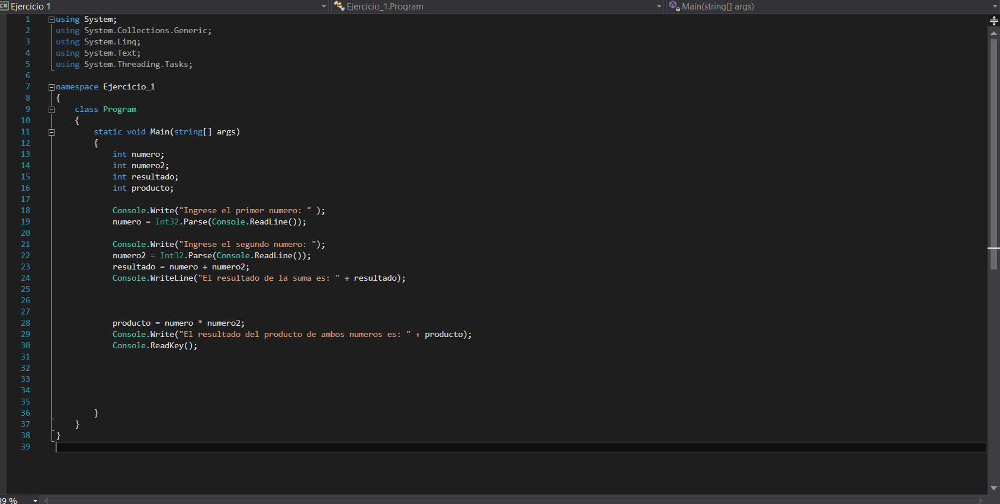 C# Ejercicio 1 Ejercicio_1.Program Main(string[] args)
1 using System;
2 using System.Collections.Generic;
3 using System.Linq;
4 using System.Text;
5 using System.Threading.Tasks;
6
7 namespace Ejercicio_1
8 {
9 class Program
10 {
11 static void Main(string[] args)
12 {
13 int numero;
14 int numero2;
15 int resultado;
16 int producto;
17
18 Console.Write("Ingrese el primer numero: " );
19 numero = Int32.Parse(Console.ReadLine());
20
21 Console.Write("Ingrese el segundo numero: ");
22 numero2 = Int32.Parse(Console.ReadLine());
23 resultado = numero + numero2;
24 Console.WriteLine("El resultado de la suma es: " + resultado);
25
26
27
28 producto = numero * numero2;
29 Console.Write("El resultado del producto de ambos numeros es: " + producto);
30 Console.ReadKey();
31
32
33
34
35
36 }
37 }
38 }
39
39 %